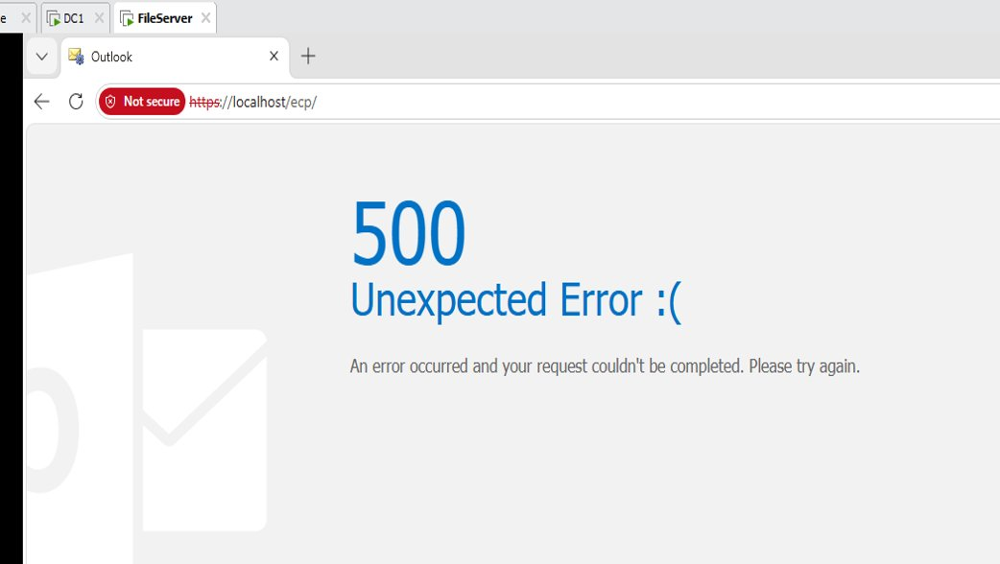 e DC1 FileServer
Outlook
Not secure https://localhost/ecp/
500
Unexpected Error :(
An error occurred and your request couldn't be completed. Please try again.